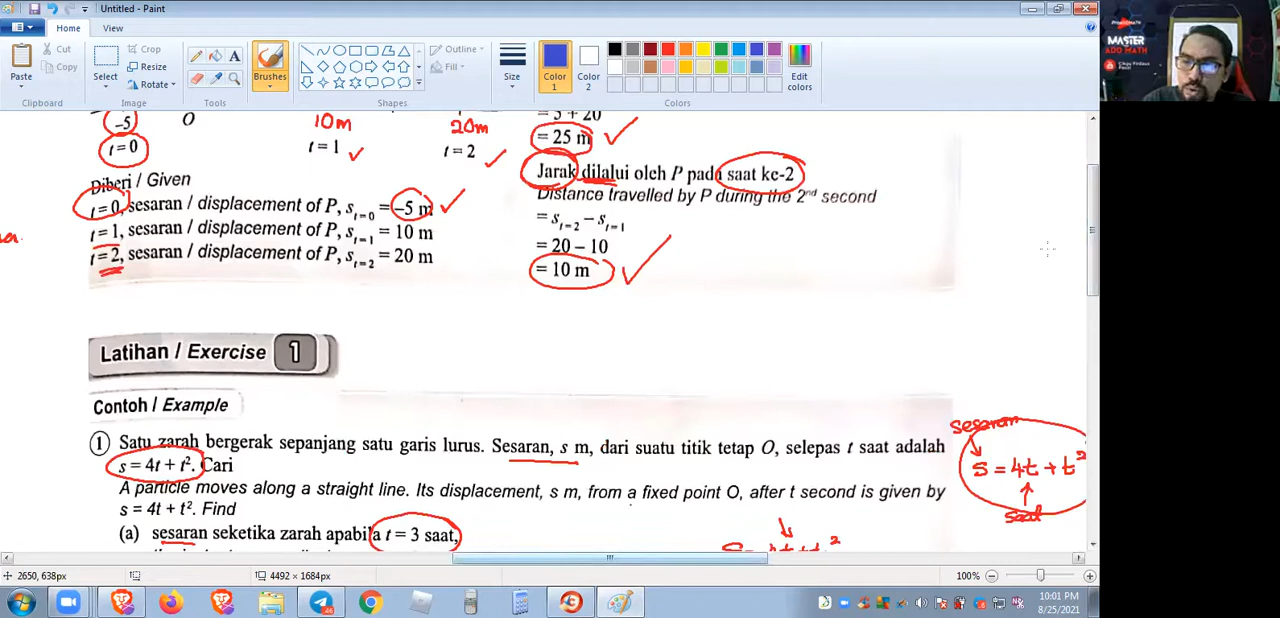 Untitled - Paint
Home View
Paste
Cut
Copy
Clipboard
Select
Crop
Resize
Rotate
Image
A
Tools
Brushes
Outline
Fill
Shapes
Size
Color 1
Color 2
Edit colors
Colors
MASTER
ADD MATH
-5 O 10m 20m
t=0 t=1 t=2
= 5 + 20
= 25 m
Jarak dilalui oleh P pada saat ke-2
Distance travelled by P during the 2nd second
= s t=2 – s t=1
= 20 – 10
= 10 m
Diberi / Given
t = 0, sesaran / displacement of P, s t=0 = –5 m
t = 1, sesaran / displacement of P, s t=1 = 10 m
t = 2, sesaran / displacement of P, s t=2 = 20 m
Latihan / Exercise 1
Contoh / Example
1 Satu zarah bergerak sepanjang satu garis lurus. Sesaran, s m, dari suatu titik tetap O, selepas t saat adalah
s = 4t + t². Cari
A particle moves along a straight line. Its displacement, s m, from a fixed point O, after t second is given by
s = 4t + t². Find
(a) sesaran seketika zarah apabila t = 3 saat,
sesaran
s = 4t + t²
saat
2650, 638px
4492 × 1684px
100%
10:01 PM
8/25/2021